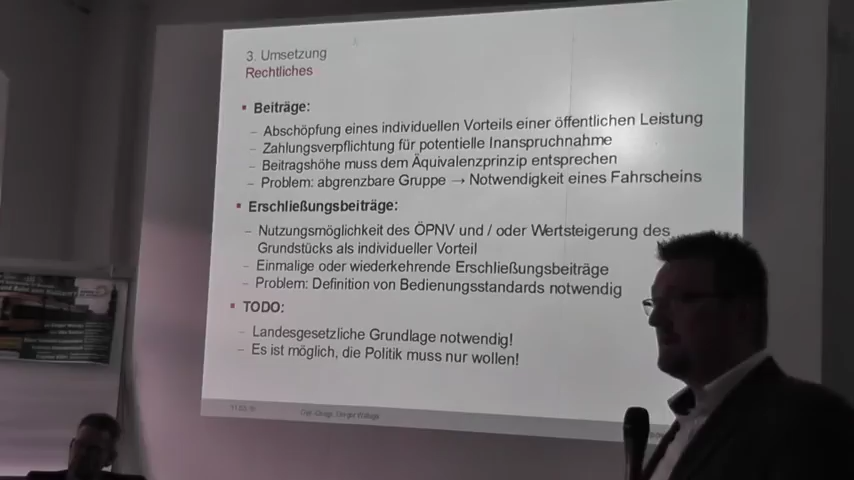 3. Umsetzung
Rechtliches
Beiträge:
– Abschöpfung eines individuellen Vorteils einer öffentlichen Leistung
– Zahlungsverpflichtung für potentielle Inanspruchnahme
– Beitragshöhe muss dem Äquivalenzprinzip entsprechen
– Problem: abgrenzbare Gruppe → Notwendigkeit eines Fahrscheins
Erschließungsbeiträge:
– Nutzungsmöglichkeit des ÖPNV und / oder Wertsteigerung des
Grundstücks als individueller Vorteil
– Einmalige oder wiederkehrende Erschließungsbeiträge
– Problem: Definition von Bedienungsstandards notwendig
TODO:
– Landesgesetzliche Grundlage notwendig!
– Es ist möglich, die Politik muss nur wollen!